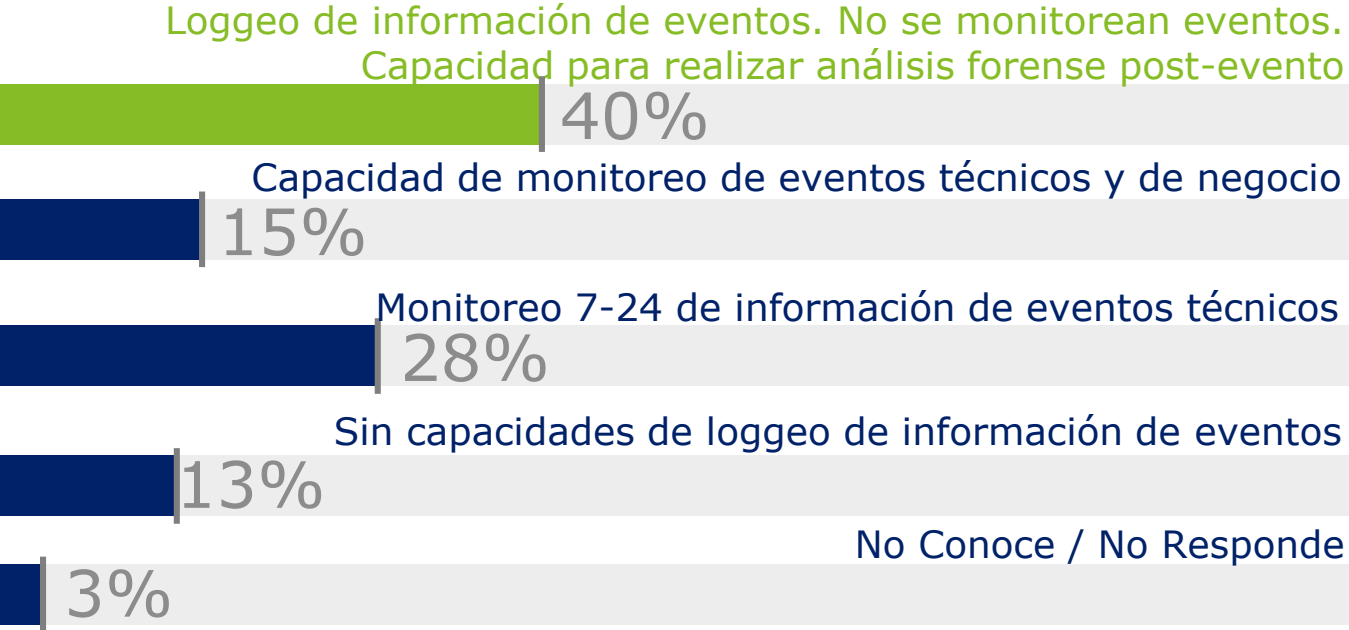 Loggeo de información de eventos. No se monitorean eventos.
Capacidad para realizar análisis forense post-evento
40%
Capacidad de monitoreo de eventos técnicos y de negocio
15%
Monitoreo 7-24 de información de eventos técnicos
28%
Sin capacidades de loggeo de información de eventos
13%
No Conoce / No Responde
3%